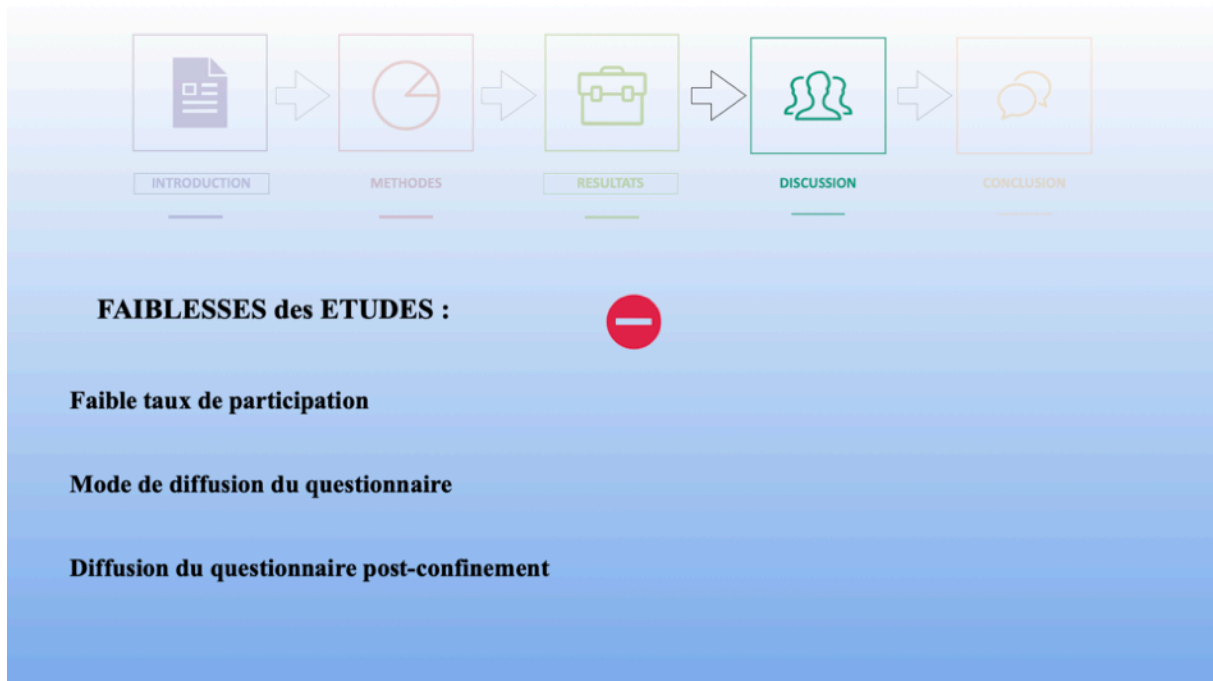 INTRODUCTION
METHODES
RESULTATS
DISCUSSION
CONCLUSION
FAIBLESSES des ETUDES :
Faible taux de participation
Mode de diffusion du questionnaire
Diffusion du questionnaire post-confinement